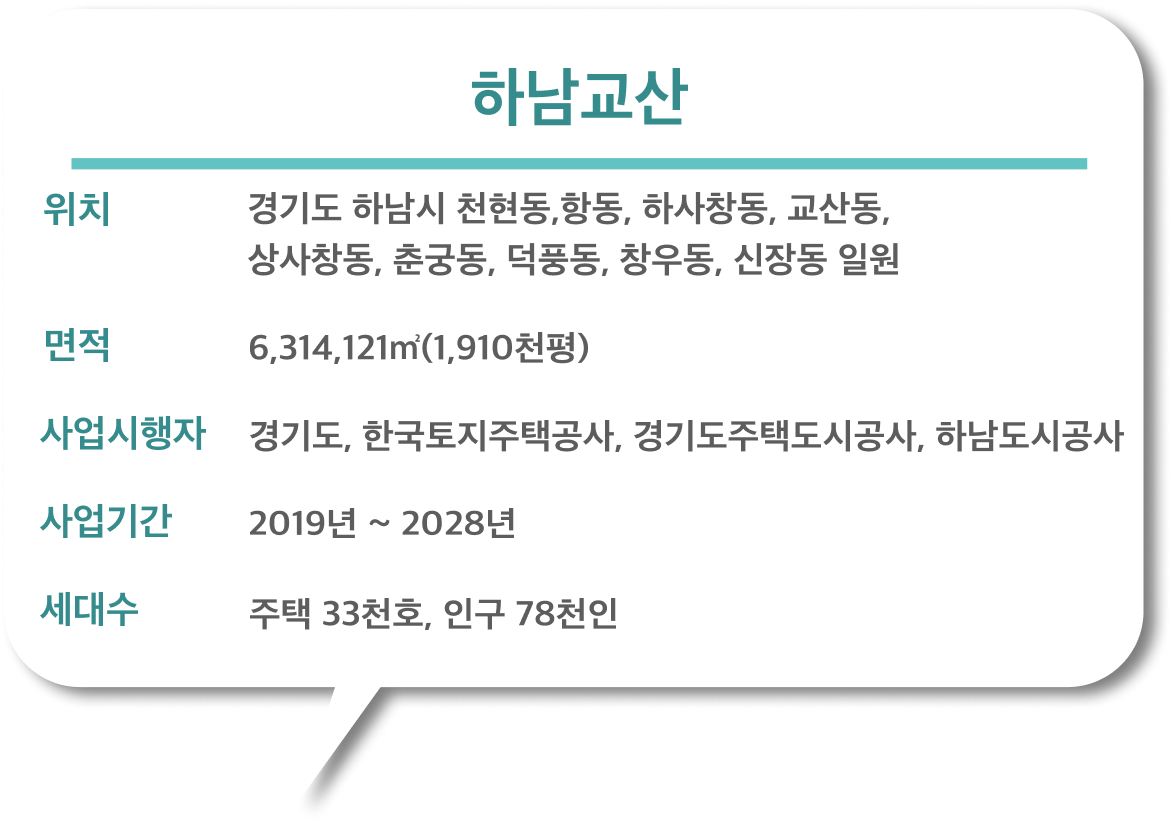 하남교산
위치 경기도 하남시 천현동,항동, 하사창동, 교산동,
상사창동, 춘궁동, 덕풍동, 창우동, 신장동 일원
면적 6,314,121㎡(1,910천평)
사업시행자 경기도, 한국토지주택공사, 경기도주택도시공사, 하남도시공사
사업기간 2019년 ~ 2028년
세대수 주택 33천호, 인구 78천인